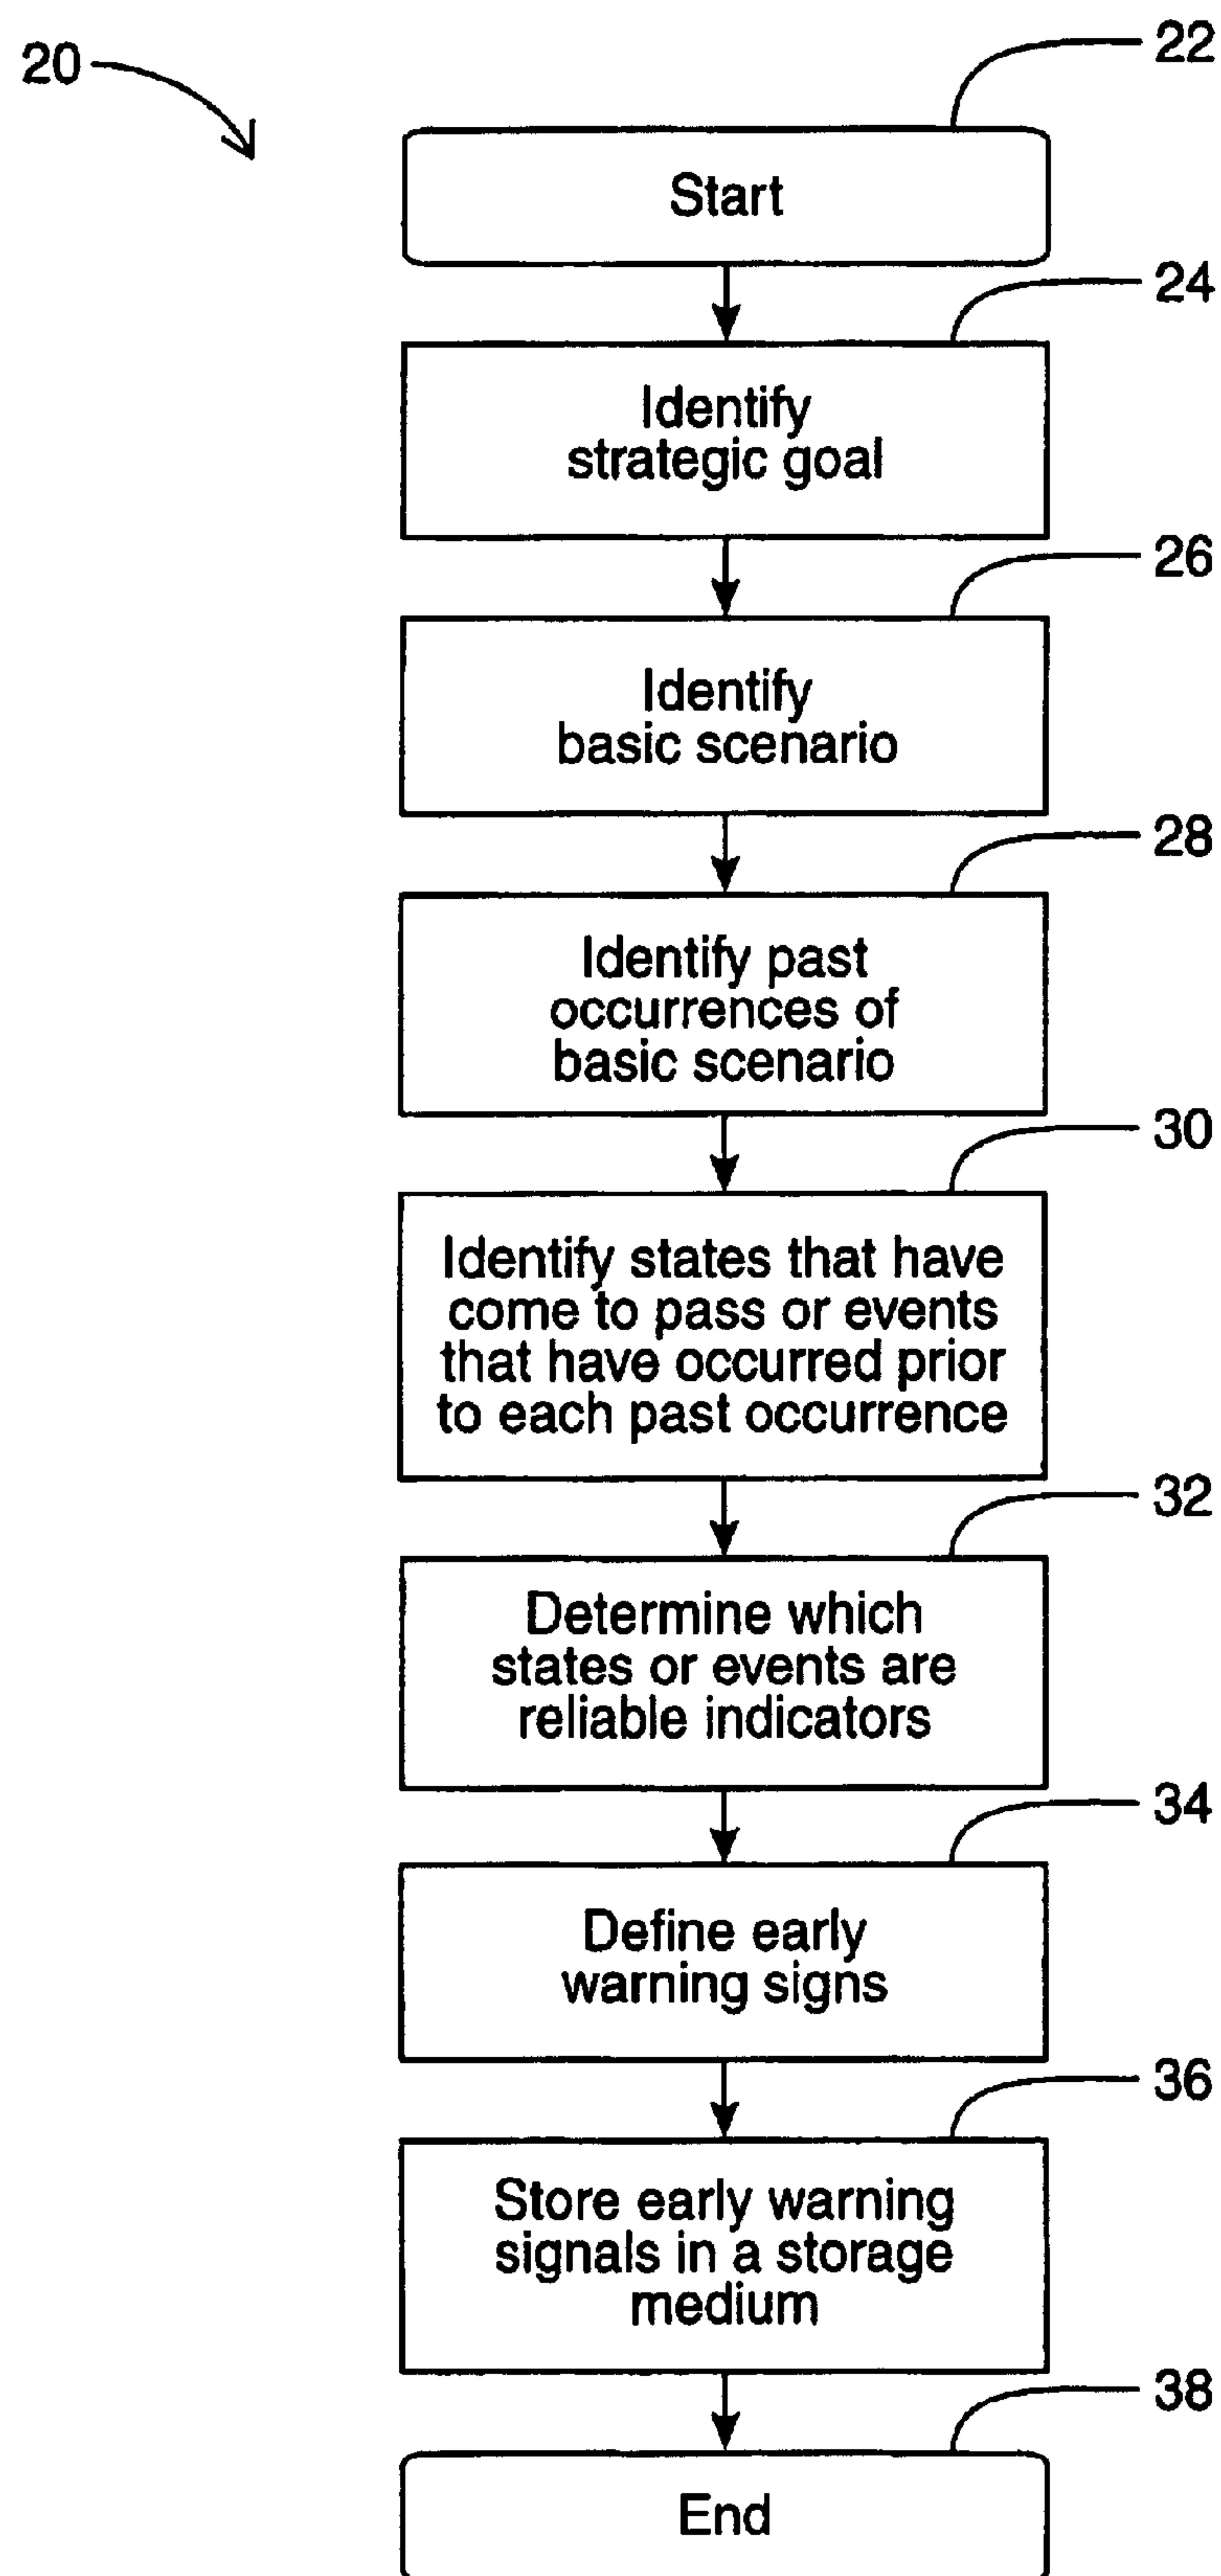 20
22
Start
24
Identify
strategic goal
26
Identify
basic scenario
28
Identify past
occurrences of
basic scenario
30
Identify states that have
come to pass or events
that have occurred prior
to each past occurrence
32
Determine which
states or events are
reliable indicators
34
Define early
warning signs
36
Store early warning
signals in a storage
medium
38
End